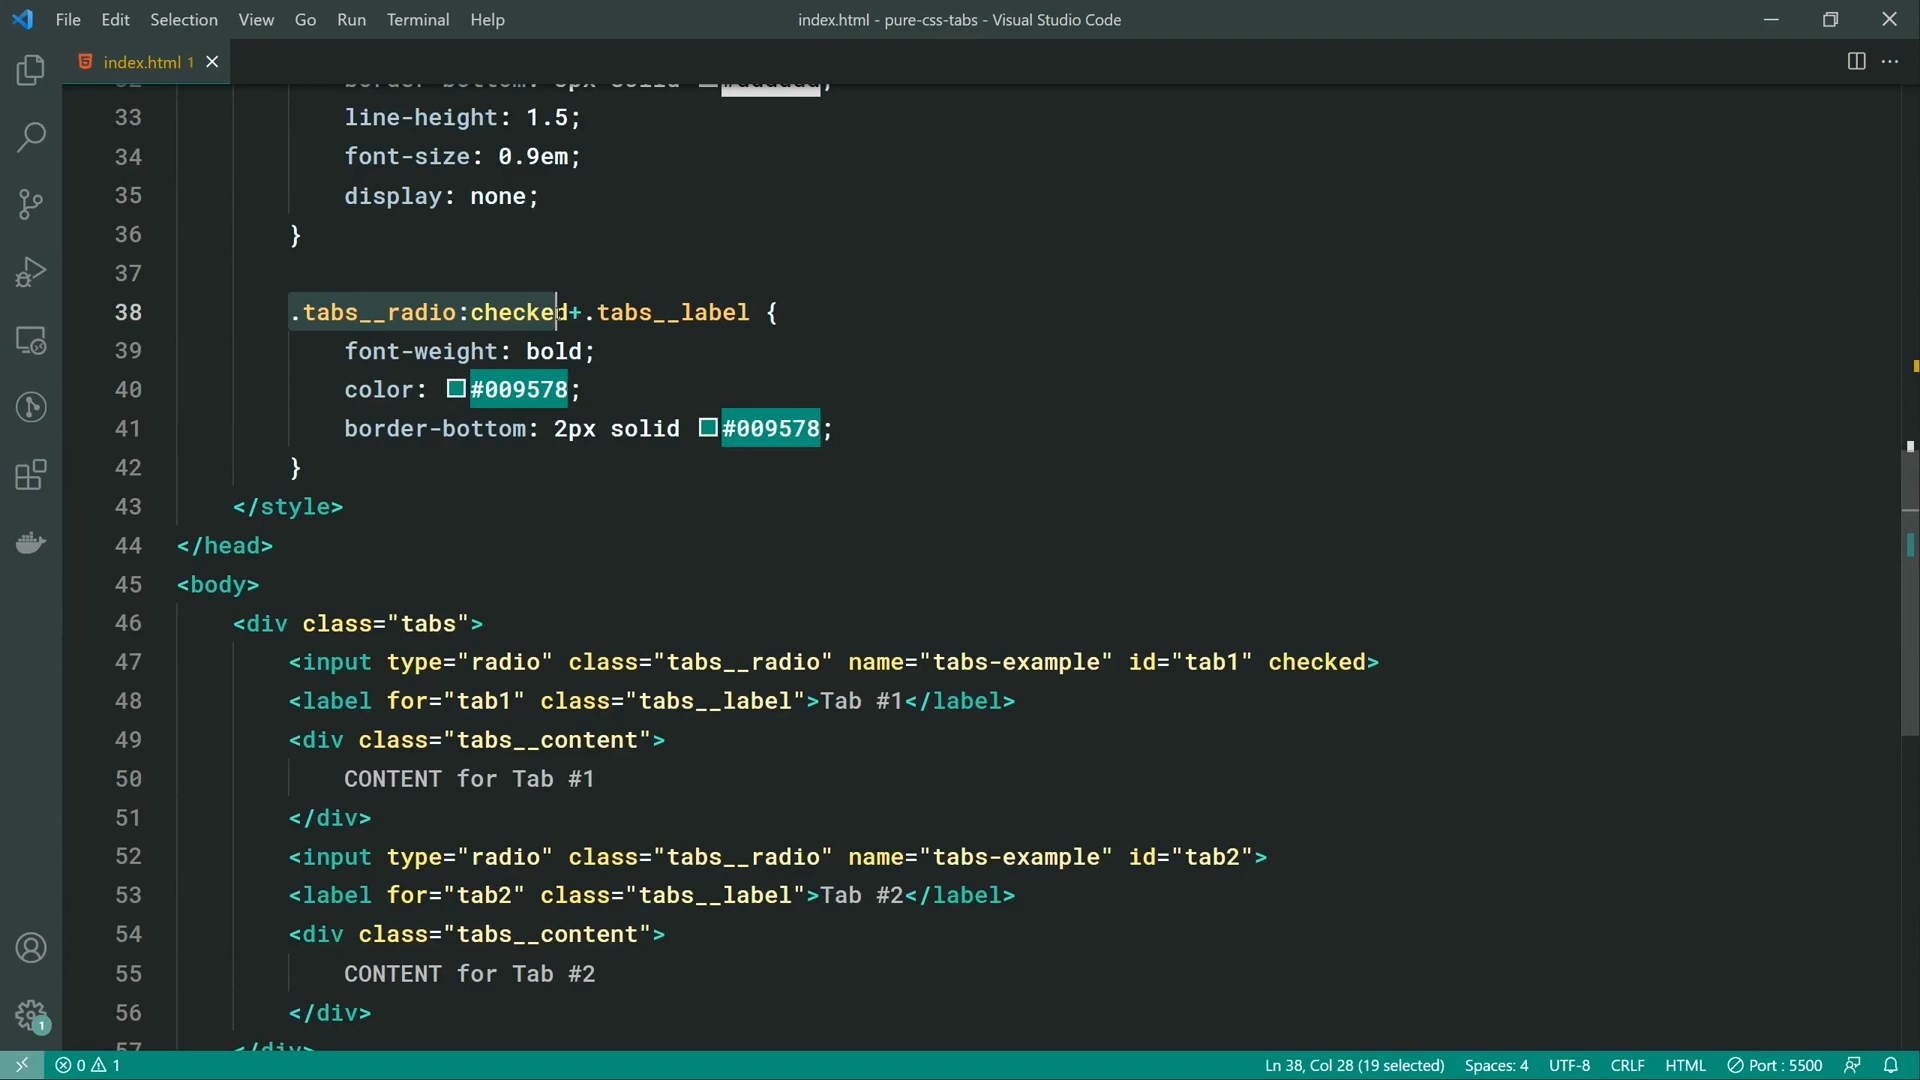 File Edit Selection View Go Run Terminal Help
index.html - pure-css-tabs - Visual Studio Code
index.html 1
33 line-height: 1.5;
34 font-size: 0.9em;
35 display: none;
36 }
37
38 .tabs__radio:checked+.tabs__label {
39 font-weight: bold;
40 color: #009578;
41 border-bottom: 2px solid #009578;
42 }
43 </style>
44 </head>
45 <body>
46 <div class="tabs">
47 <input type="radio" class="tabs__radio" name="tabs-example" id="tab1" checked>
48 <label for="tab1" class="tabs__label">Tab #1</label>
49 <div class="tabs__content">
50 CONTENT for Tab #1
51 </div>
52 <input type="radio" class="tabs__radio" name="tabs-example" id="tab2">
53 <label for="tab2" class="tabs__label">Tab #2</label>
54 <div class="tabs__content">
55 CONTENT for Tab #2
56 </div>
57 </div>
1
0 1
Ln 38, Col 28 (19 selected) Spaces: 4 UTF-8 CRLF HTML Port : 5500